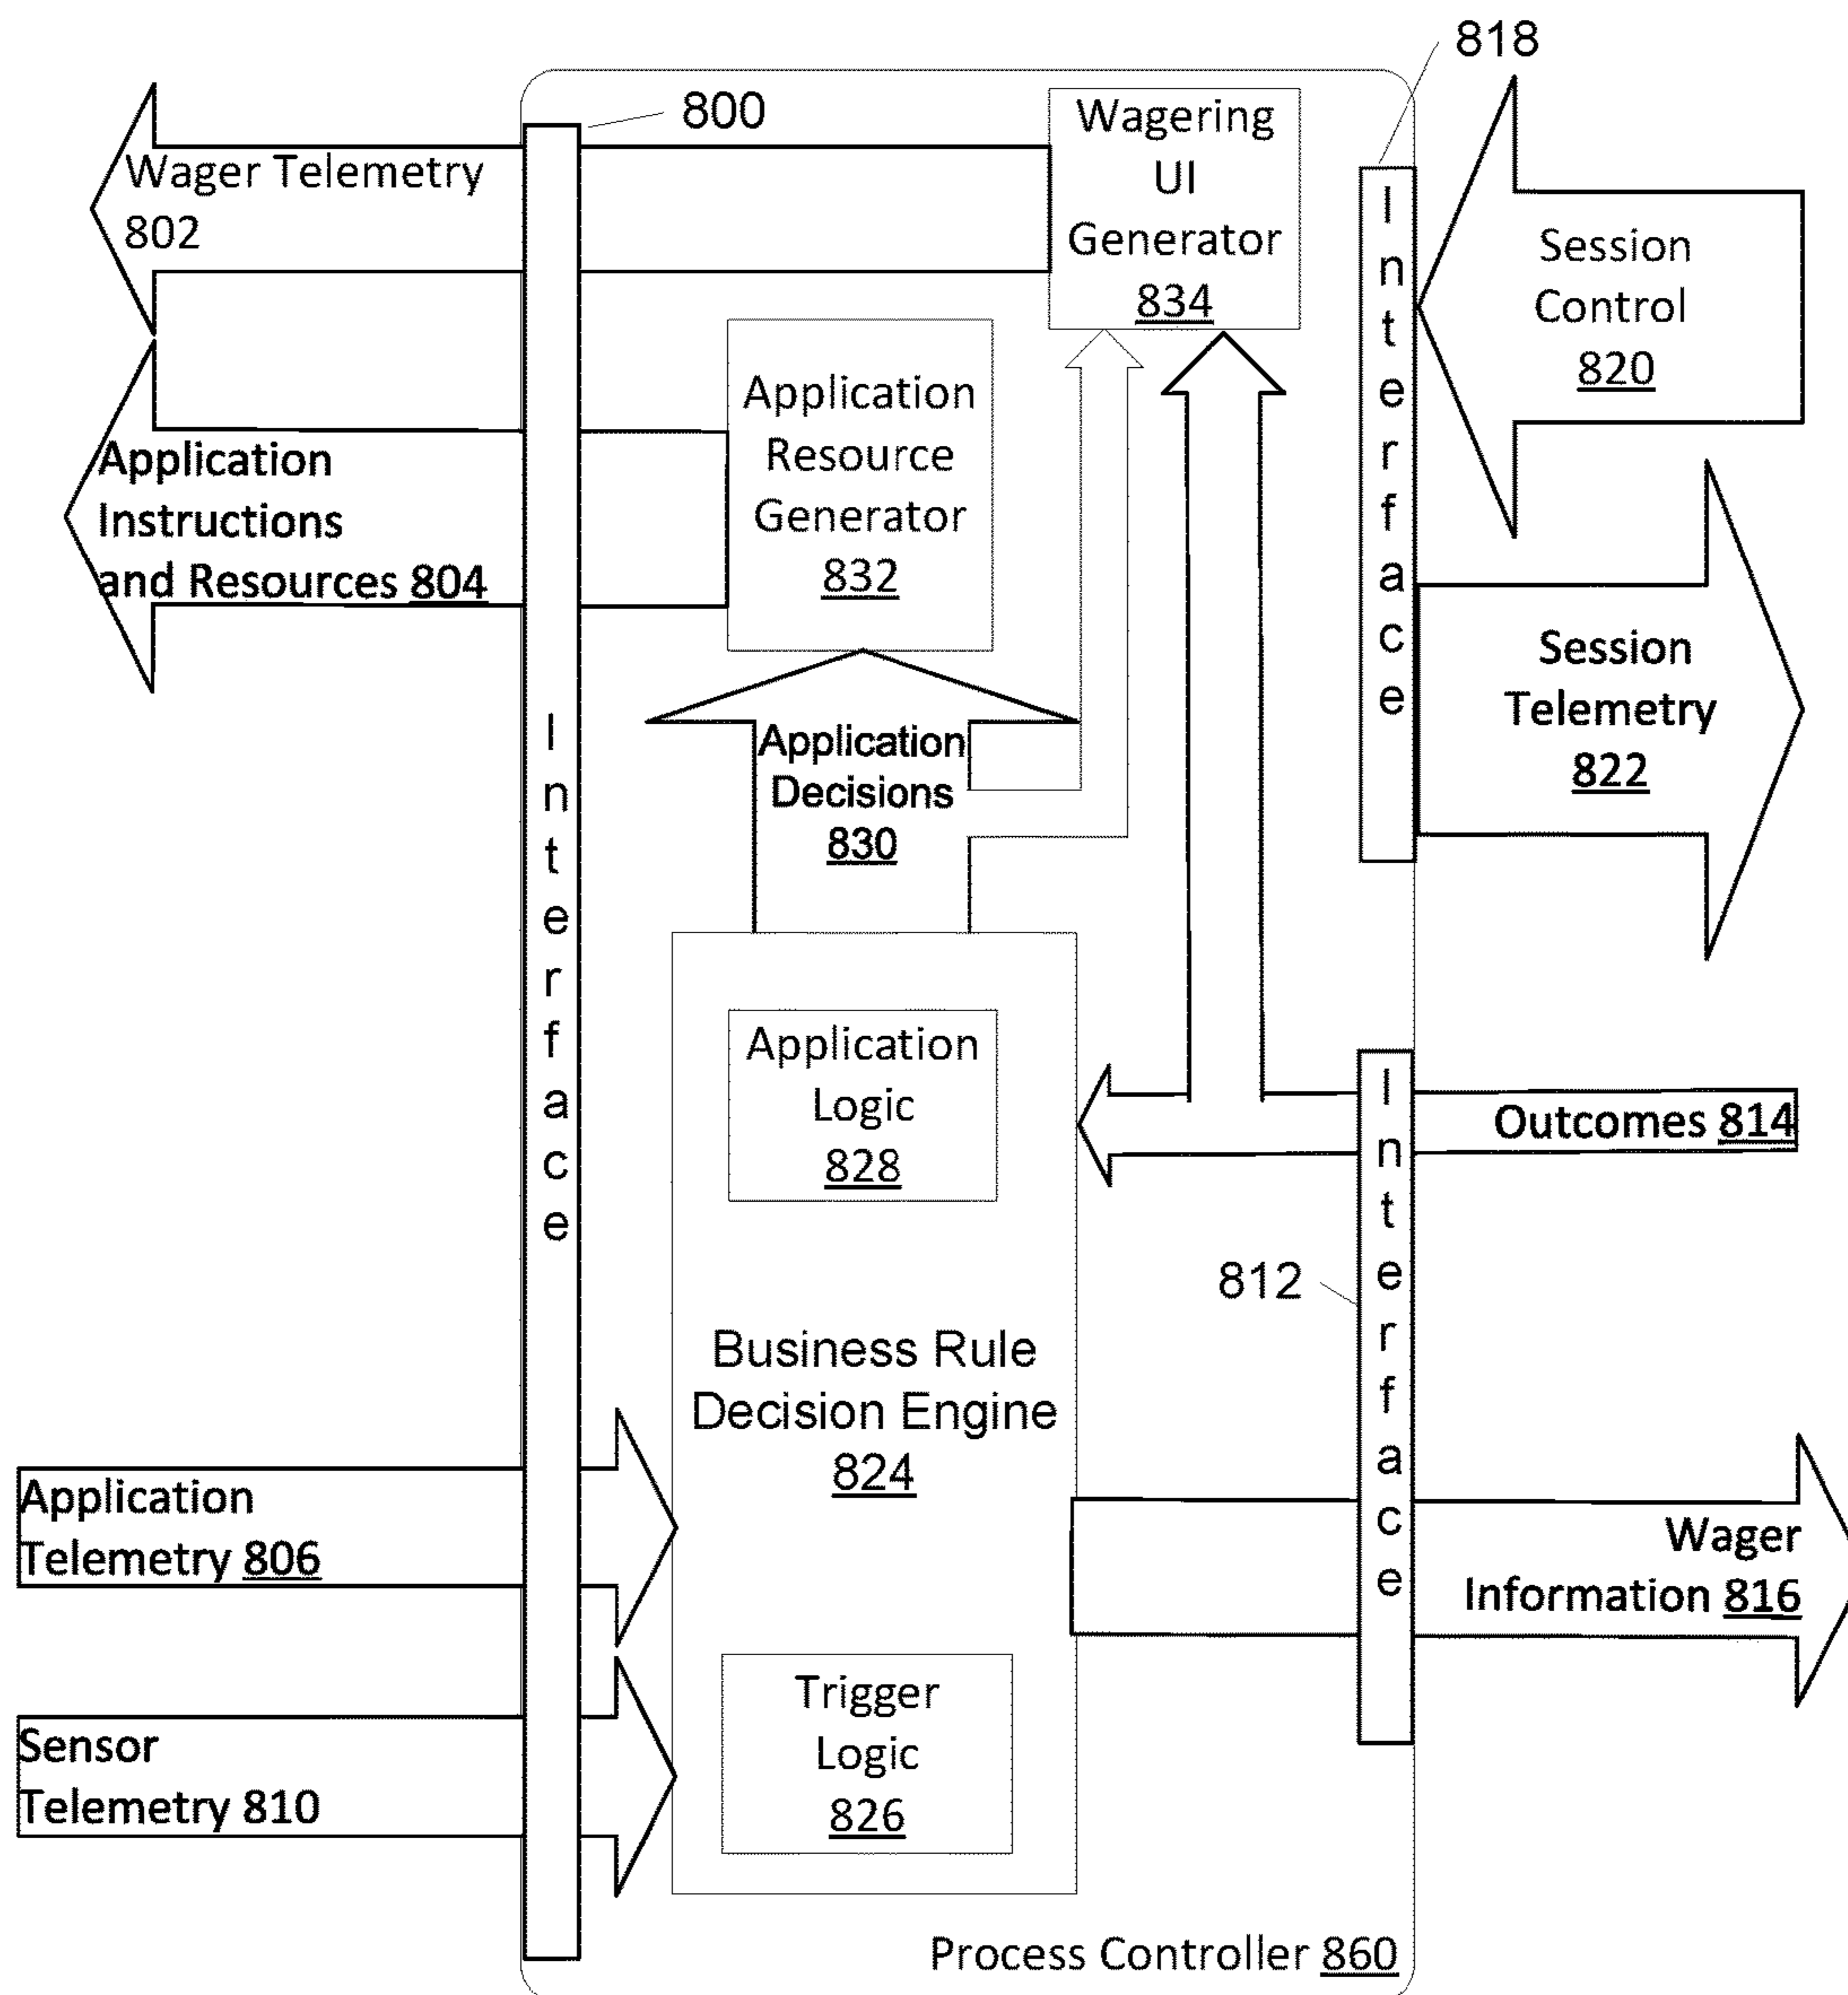 818
800
Wager Telemetry
802
Wagering
UI
Generator
834
Interface
Session
Control
820
Application
Resource
Generator
832
Application
Instructions
and Resources 804
Session
Telemetry
822
Interface
Application
Decisions
830
Application
Logic
828
Outcomes 814
Interface
812
Business Rule
Decision Engine
824
Application
Telemetry 806
Wager
Information 816
Trigger
Logic
826
Sensor
Telemetry 810
Process Controller 860